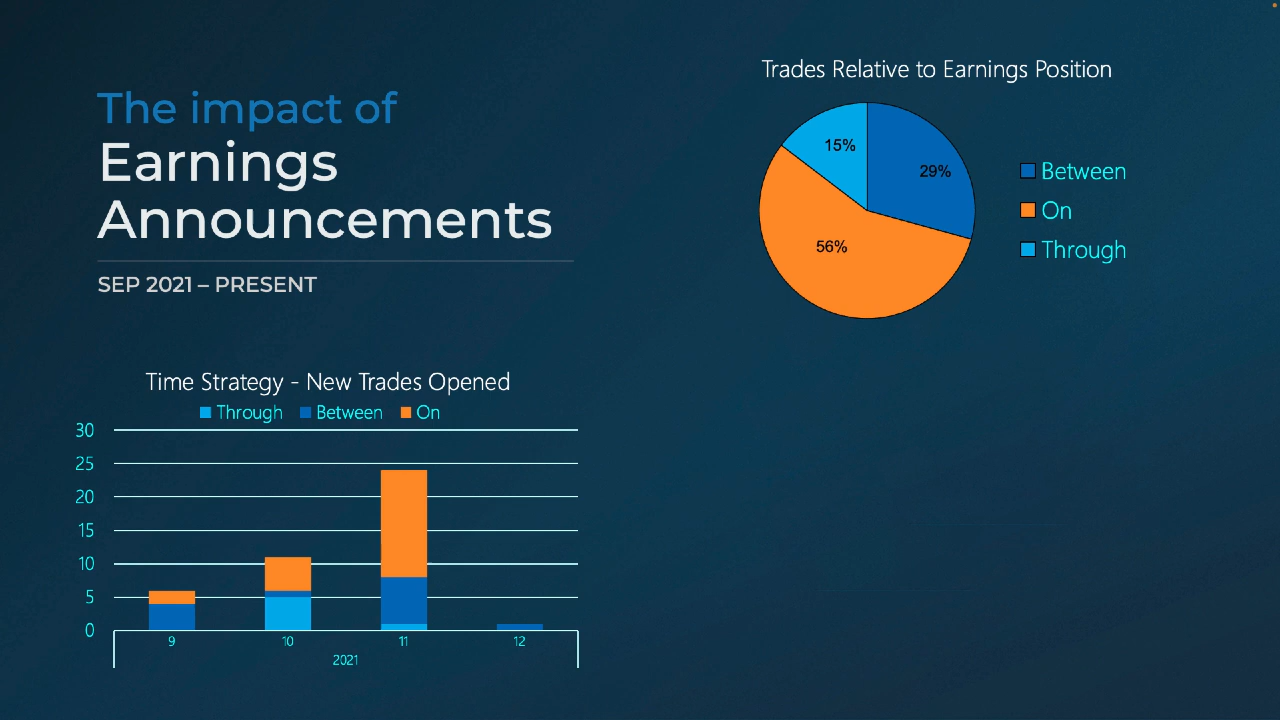 The impact of
Earnings
Announcements
SEP 2021 – PRESENT
Trades Relative to Earnings Position
15%
29%
56%
Between
On
Through
Time Strategy - New Trades Opened
Through Between On
30
25
20
15
10
5
0
9 10 11 12
2021